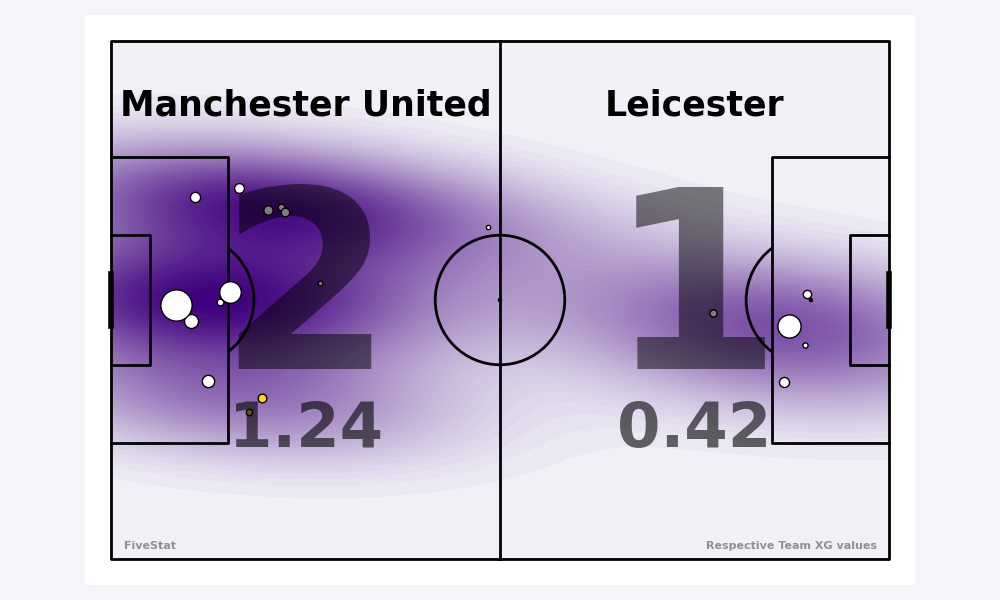 Manchester United
Leicester
2
1
1.24
0.42
FiveStat
Respective Team XG values